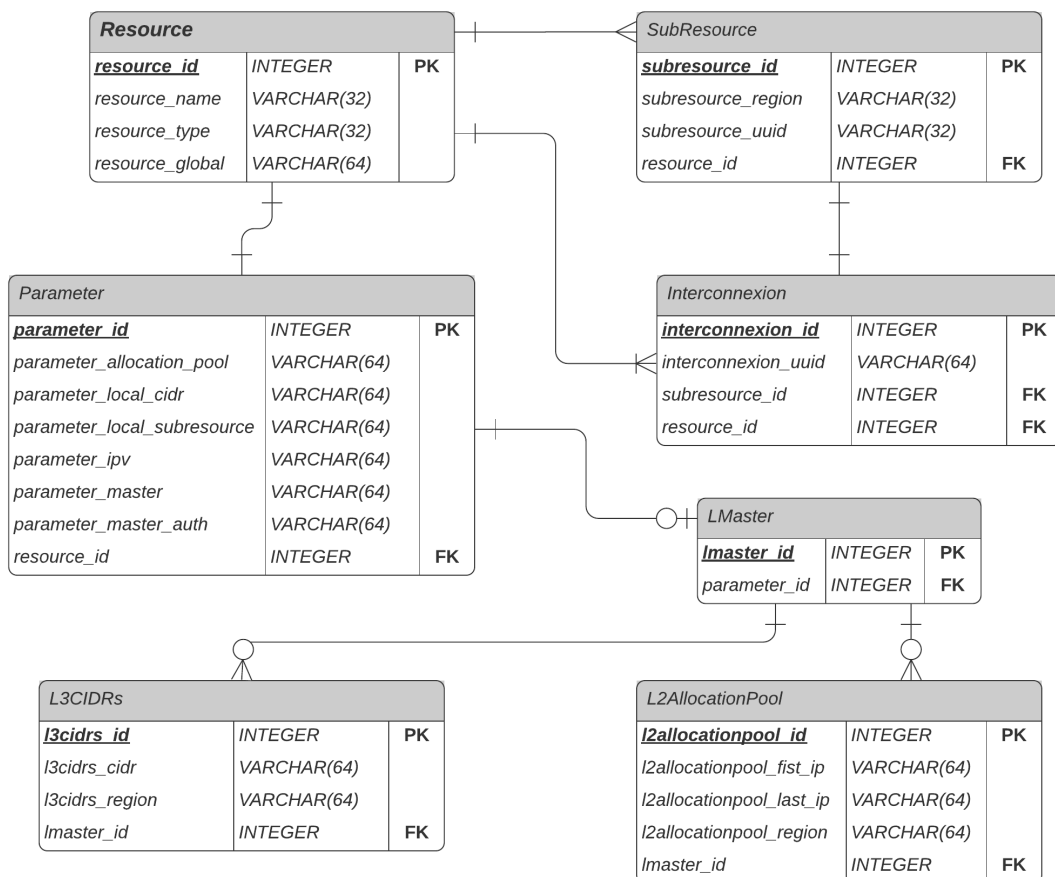 Resource
resource_id INTEGER PK
resource_name VARCHAR(32)
resource_type VARCHAR(32)
resource_global VARCHAR(64)
SubResource
subresource_id INTEGER PK
subresource_region VARCHAR(32)
subresource_uuid VARCHAR(32)
resource_id INTEGER FK
Parameter
parameter_id INTEGER PK
parameter_allocation_pool VARCHAR(64)
parameter_local_cidr VARCHAR(64)
parameter_local_subresource VARCHAR(64)
parameter_ipv VARCHAR(64)
parameter_master VARCHAR(64)
parameter_master_auth VARCHAR(64)
resource_id INTEGER FK
Interconnexion
interconnexion_id INTEGER PK
interconnexion_uuid VARCHAR(64)
subresource_id INTEGER FK
resource_id INTEGER FK
LMaster
lmaster_id INTEGER PK
parameter_id INTEGER FK
L3CIDRs
l3cidrs_id INTEGER PK
l3cidrs_cidr VARCHAR(64)
l3cidrs_region VARCHAR(64)
lmaster_id INTEGER FK
L2AllocationPool
l2allocationpool_id INTEGER PK
l2allocationpool_fist_ip VARCHAR(64)
l2allocationpool_last_ip VARCHAR(64)
l2allocationpool_region VARCHAR(64)
lmaster_id INTEGER FK